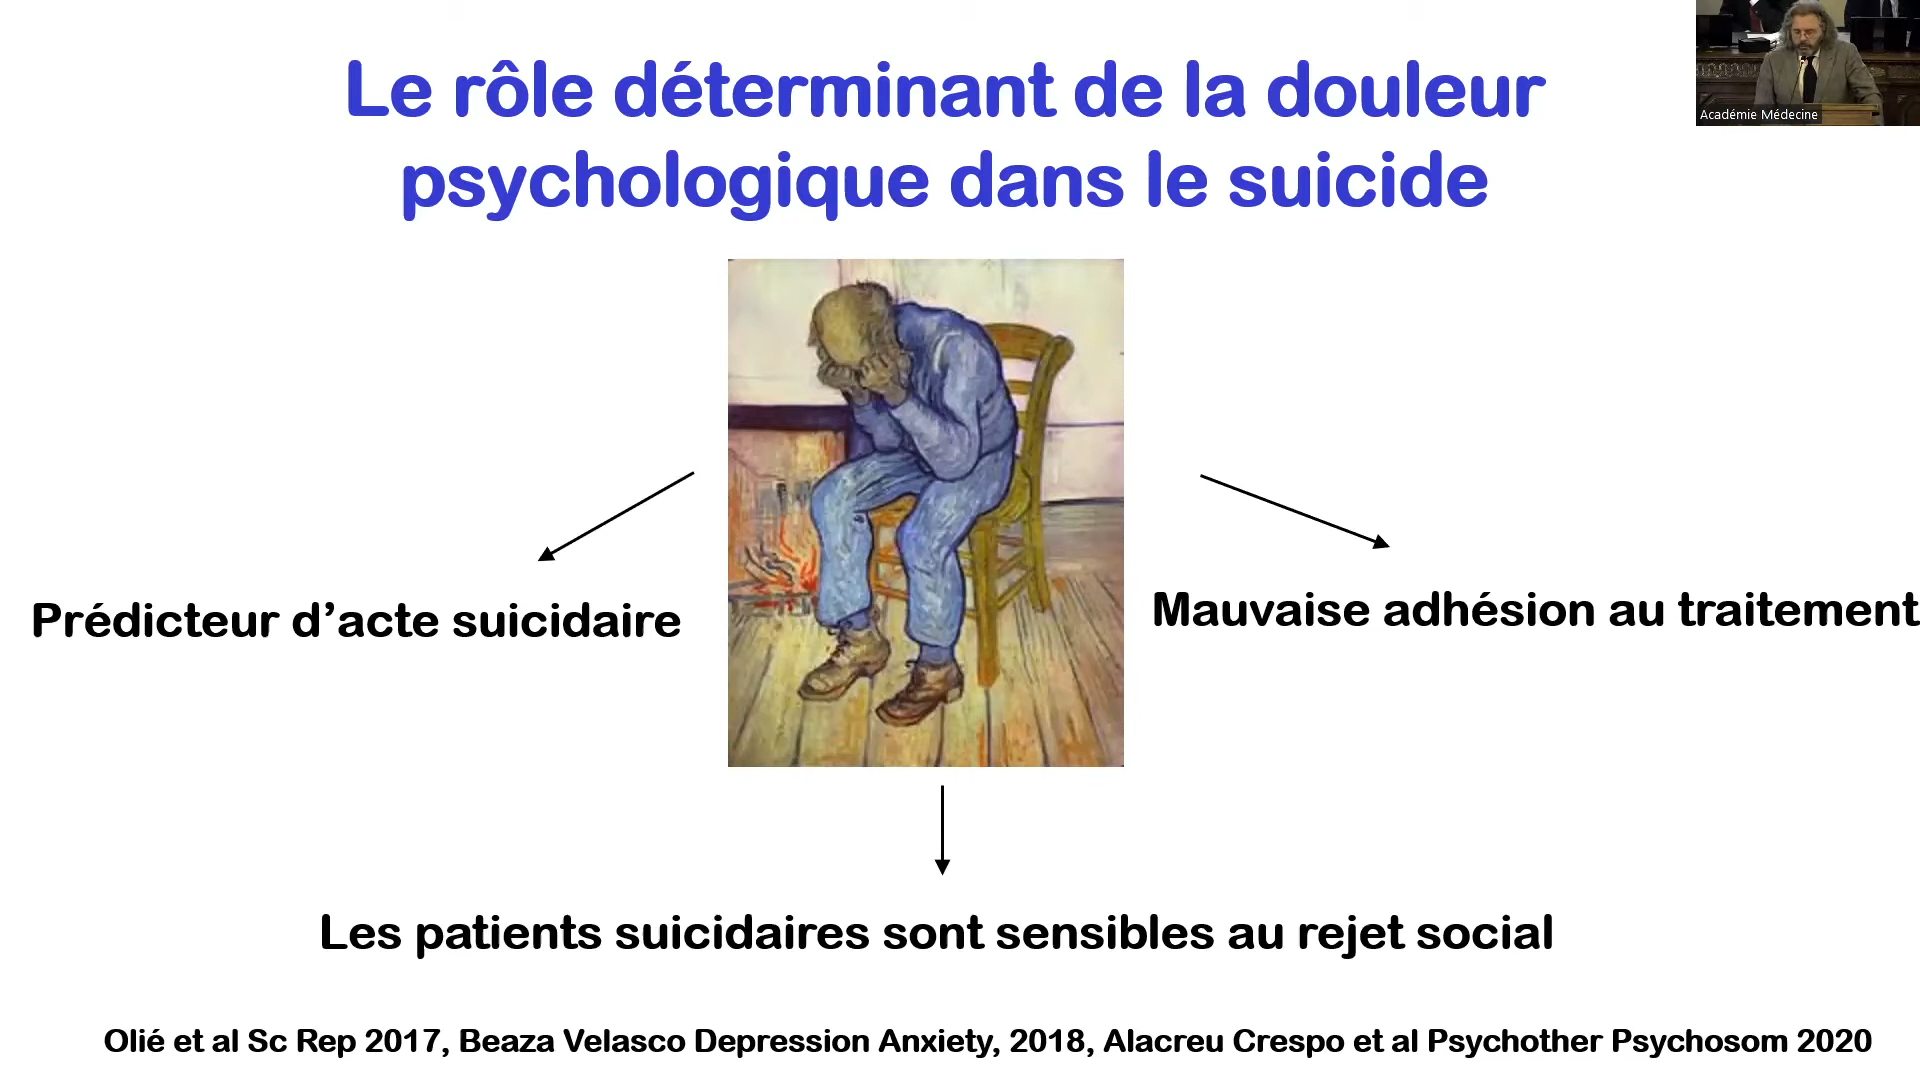 Le rôle déterminant de la douleur
psychologique dans le suicide
Académie Médecine
Prédicteur d’acte suicidaire
Mauvaise adhésion au traitement
Les patients suicidaires sont sensibles au rejet social
Olié et al Sc Rep 2017, Beaza Velasco Depression Anxiety, 2018, Alacreu Crespo et al Psychother Psychosom 2020